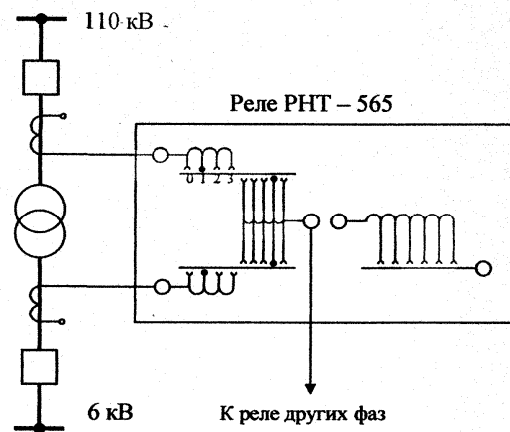 110 кВ
Реле РНТ – 565
0 1 2 3
6 кВ
К реле других фаз